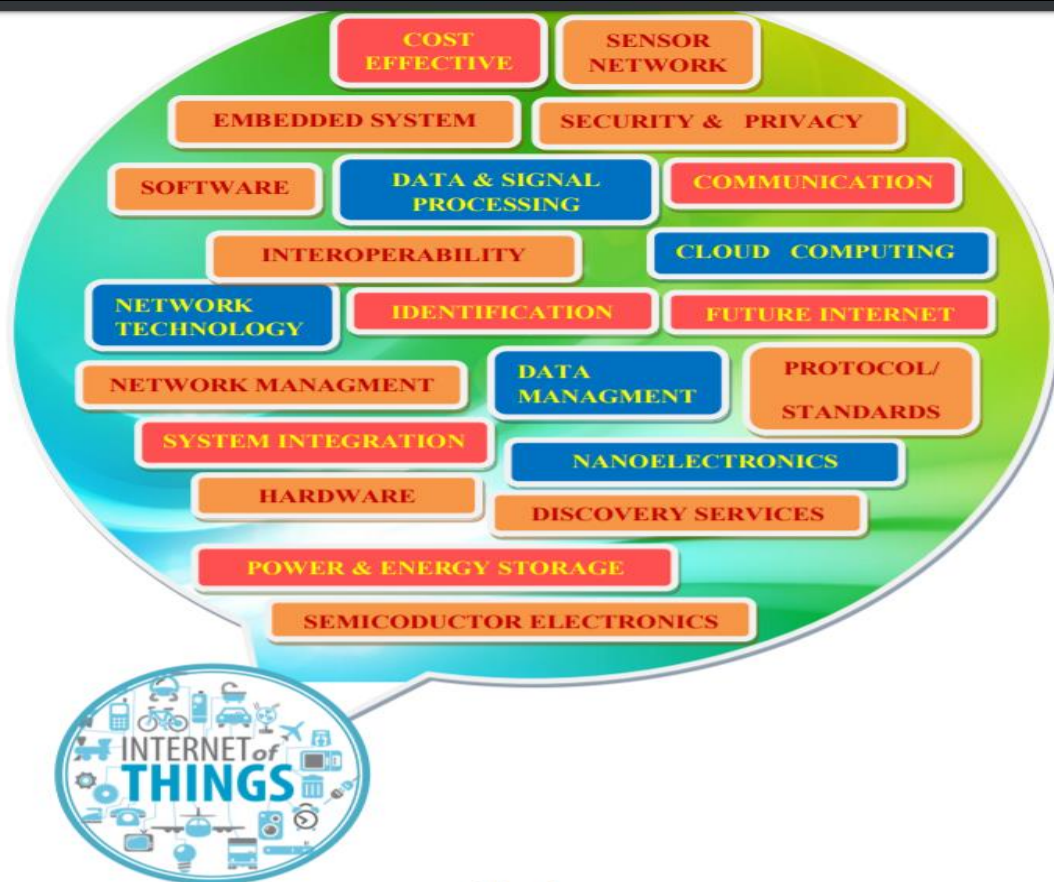 COST
EFFECTIVE
SENSOR
NETWORK
EMBEDDED SYSTEM
SECURITY & PRIVACY
SOFTWARE
DATA & SIGNAL
PROCESSING
COMMUNICATION
INTEROPERABILITY
CLOUD COMPUTING
NETWORK
TECHNOLOGY
IDENTIFICATION
FUTURE INTERNET
NETWORK MANAGMENT
DATA
MANAGMENT
PROTOCOL/
STANDARDS
SYSTEM INTEGRATION
NANOELECTRONICS
HARDWARE
DISCOVERY SERVICES
POWER & ENERGY STORAGE
SEMICODUCTOR ELECTRONICS
INTERNET of
THINGS